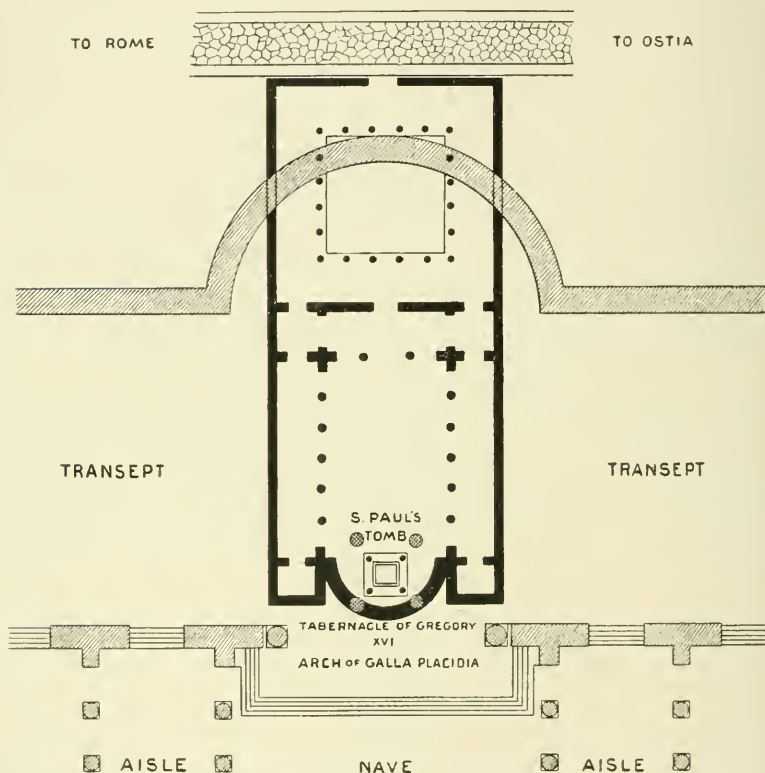 TO ROME
TO OSTIA
TRANSEPT
TRANSEPT
S. PAUL'S
TOMB
TABERNACLE OF GREGORY
XVI
ARCH OF GALLA PLACIDIA
AISLE
NAVE
AISLE